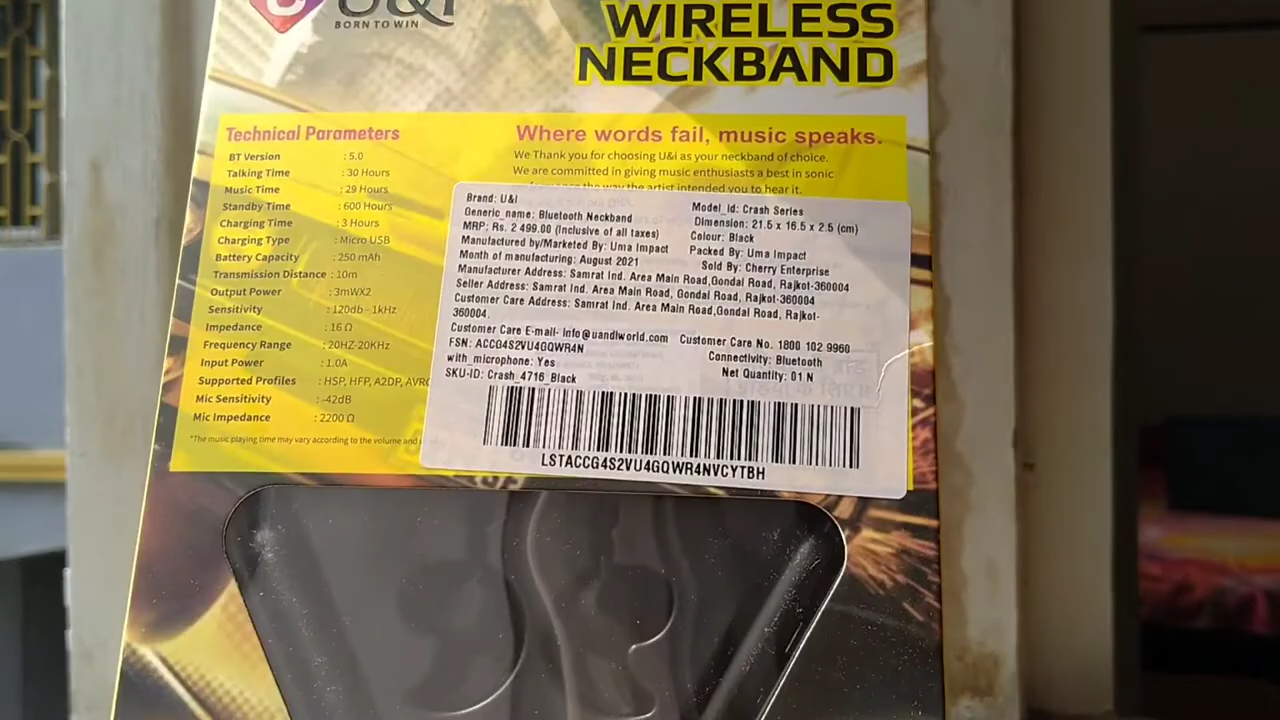 U&i
BORN TO WIN
WIRELESS
NECKBAND
Technical Parameters
BT Version : 5.0
Talking Time : 30 Hours
Music Time : 29 Hours
Standby Time : 600 Hours
Charging Time : 3 Hours
Charging Type : Micro USB
Battery Capacity : 250 mAh
Transmission Distance : 10m
Output Power : 3mWX2
Sensitivity : 120db - 1kHz
Impedance : 16 Ω
Frequency Range : 20HZ-20KHz
Input Power : 1.0A
Supported Profiles : HSP, HFP, A2DP, AVRC
Mic Sensitivity : -42dB
Mic Impedance : 2200 Ω
*The music playing time may vary according to the volume and
Where words fail, music speaks.
We Thank you for choosing U&i as your neckband of choice.
We are committed in giving music enthusiasts a best in sonic
the way the artist intended you to hear it.
Brand: U&I Model_id: Crash Series
Generic_name: Bluetooth Neckband Dimension: 21.5 x 16.5 x 2.5 (cm)
MRP: Rs. 2 499.00 (Inclusive of all taxes) Colour: Black
Manufactured by/Marketed By: Uma Impact Packed By: Uma Impact
Month of manufacturing: August 2021 Sold By: Cherry Enterprise
Manufacturer Address: Samrat Ind. Area Main Road,Gondal Road, Rajkot-360004
Seller Address: Samrat Ind. Area Main Road, Gondal Road, Rajkot-360004
Customer Care Address: Samrat Ind. Area Main Road,Gondal Road, Rajkot-
360004.
Customer Care E-mail- info@uandiworld.com Customer Care No. 1800 102 9960
FSN: ACCG4S2VU4GQWR4N Connectivity: Bluetooth
with_microphone: Yes Net Quantity: 01 N
SKU-ID: Crash_4716_Black
LSTACCG4S2VU4GQWR4NVCYTBH